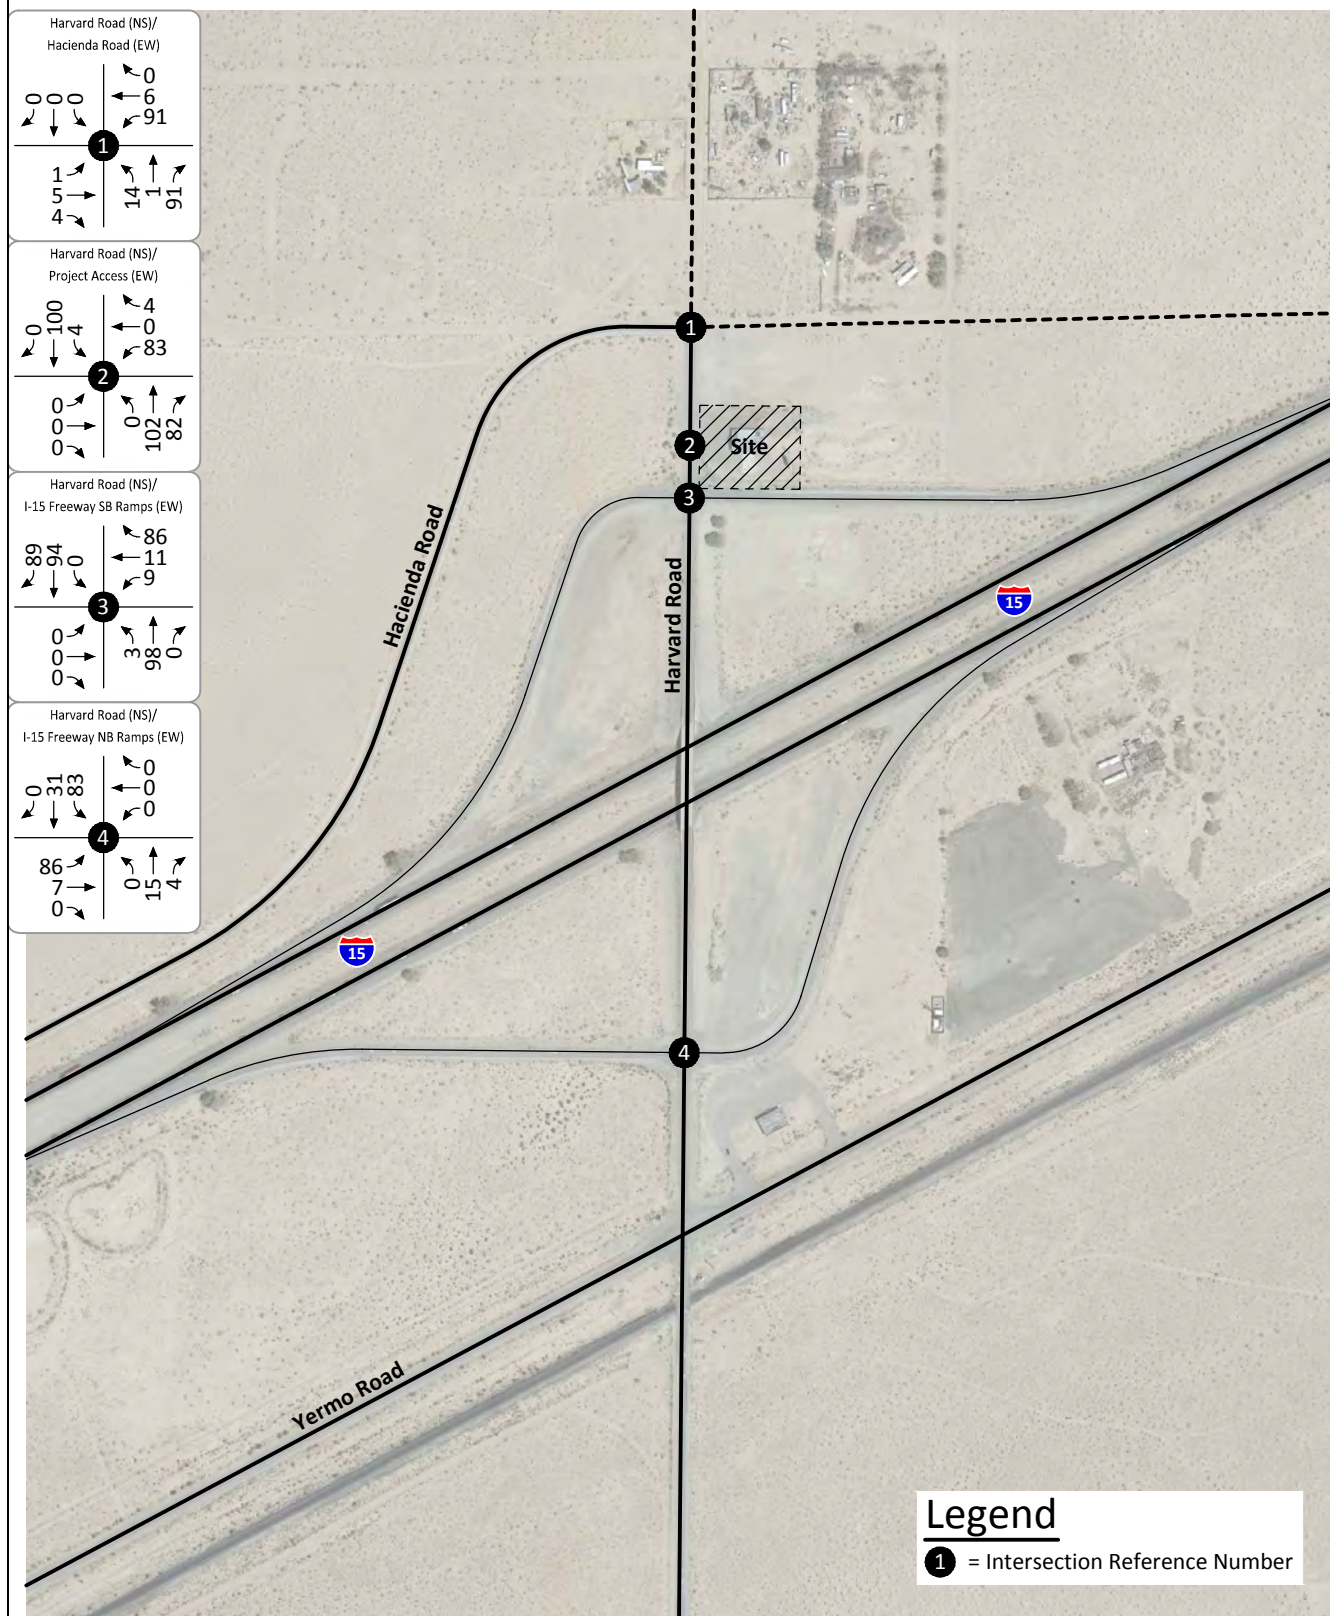 Harvard Road (NS)/
Hacienda Road (EW)
0 0 0
0
6
91
1
1
5
4
14 1 91
Harvard Road (NS)/
Project Access (EW)
0 100 4
4
0
83
2
0
0
0
0 102 82
Harvard Road (NS)/
I-15 Freeway SB Ramps (EW)
89 94 0
86
11
9
3
0
0
0
3 98 0
Harvard Road (NS)/
I-15 Freeway NB Ramps (EW)
0 31 83
0
0
0
4
86
7
0
0 15 4
1
2
Site
3
Hacienda Road
Harvard Road
15
15
4
Yermo Road
Legend
1 = Intersection Reference Number